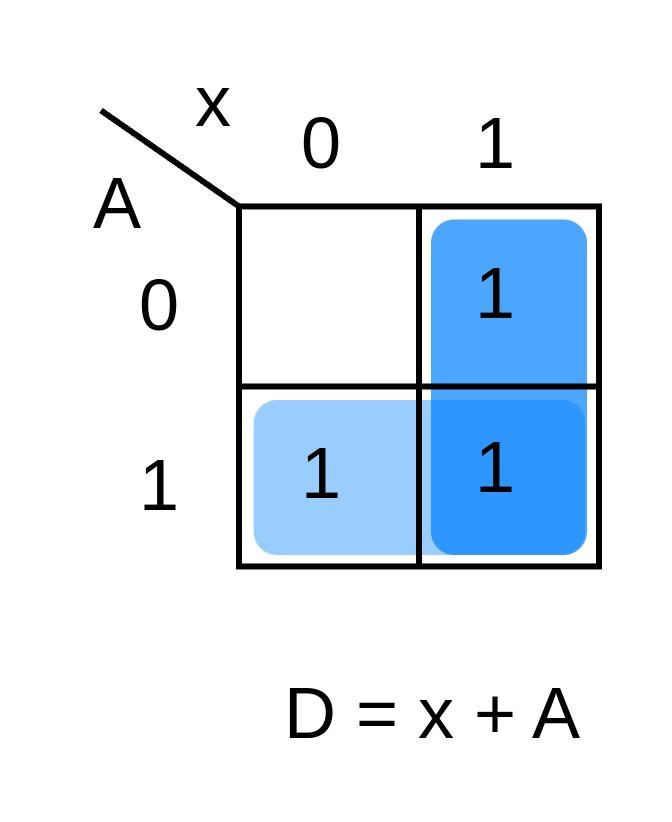 x
0 1
A
0 1
1 1 1
D = x + A